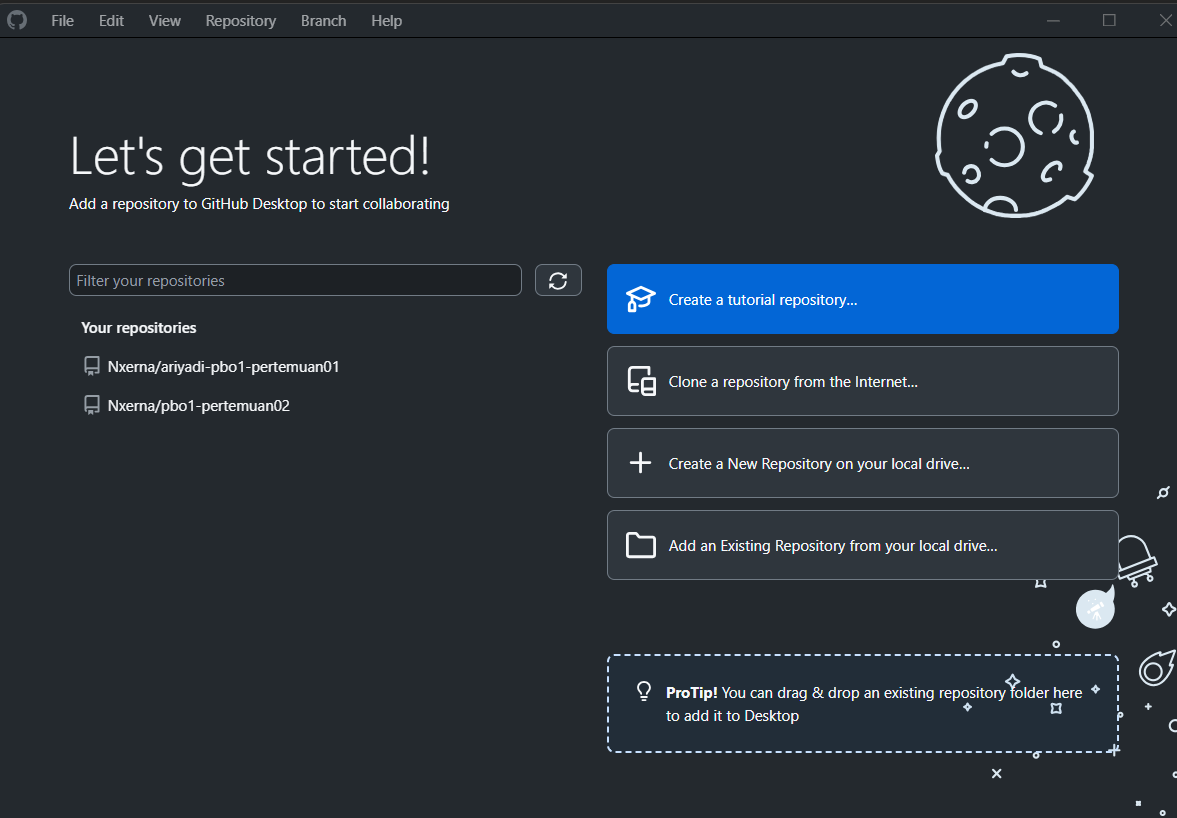 File Edit View Repository Branch Help
Let's get started!
Add a repository to GitHub Desktop to start collaborating
Filter your repositories
Your repositories
Nxerna/ariyadi-pbo1-pertemuan01
Nxerna/pbo1-pertemuan02
Create a tutorial repository...
Clone a repository from the Internet...
Create a New Repository on your local drive...
Add an Existing Repository from your local drive...
ProTip! You can drag & drop an existing repository folder here
to add it to Desktop